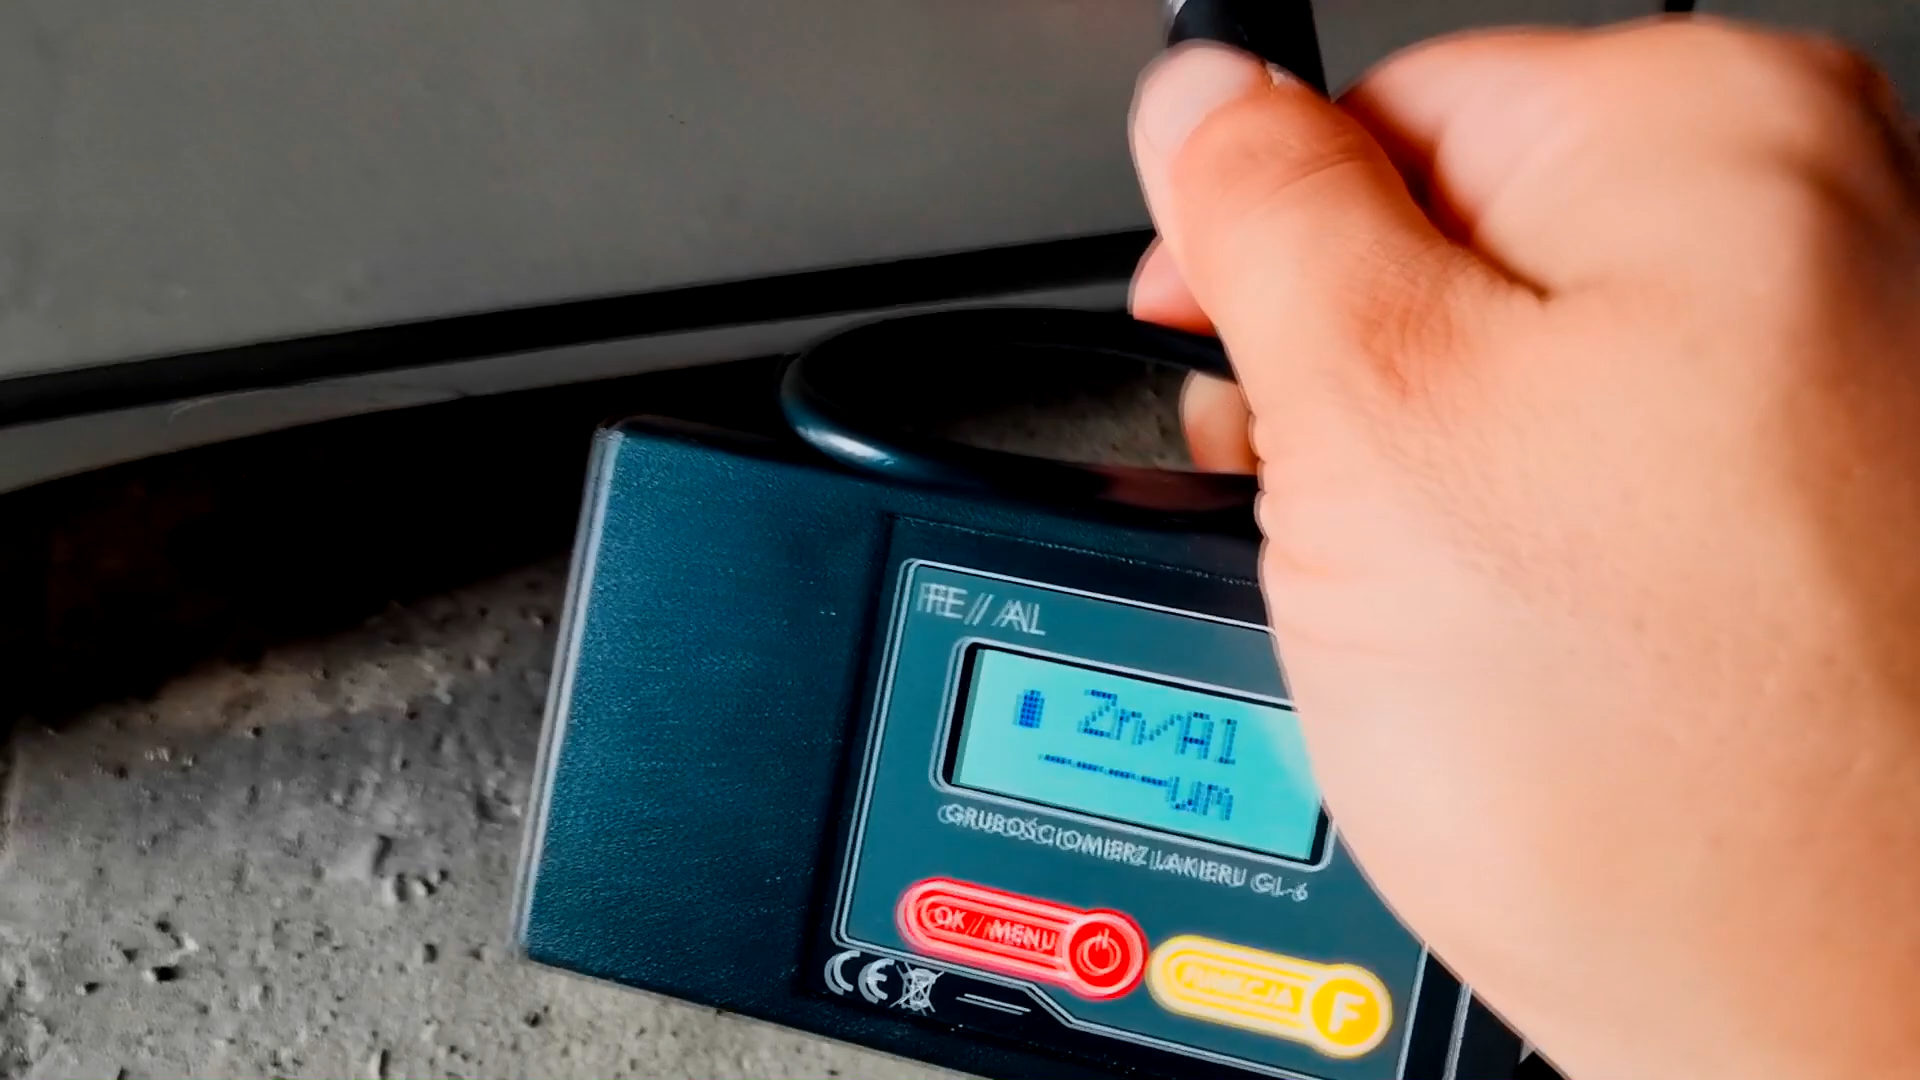 FE // AL
Zn/Al
----um
GRUBOŚCIOMIERZ LAKIERU GL-6
OK // MENU
FUNKCJA F
CE